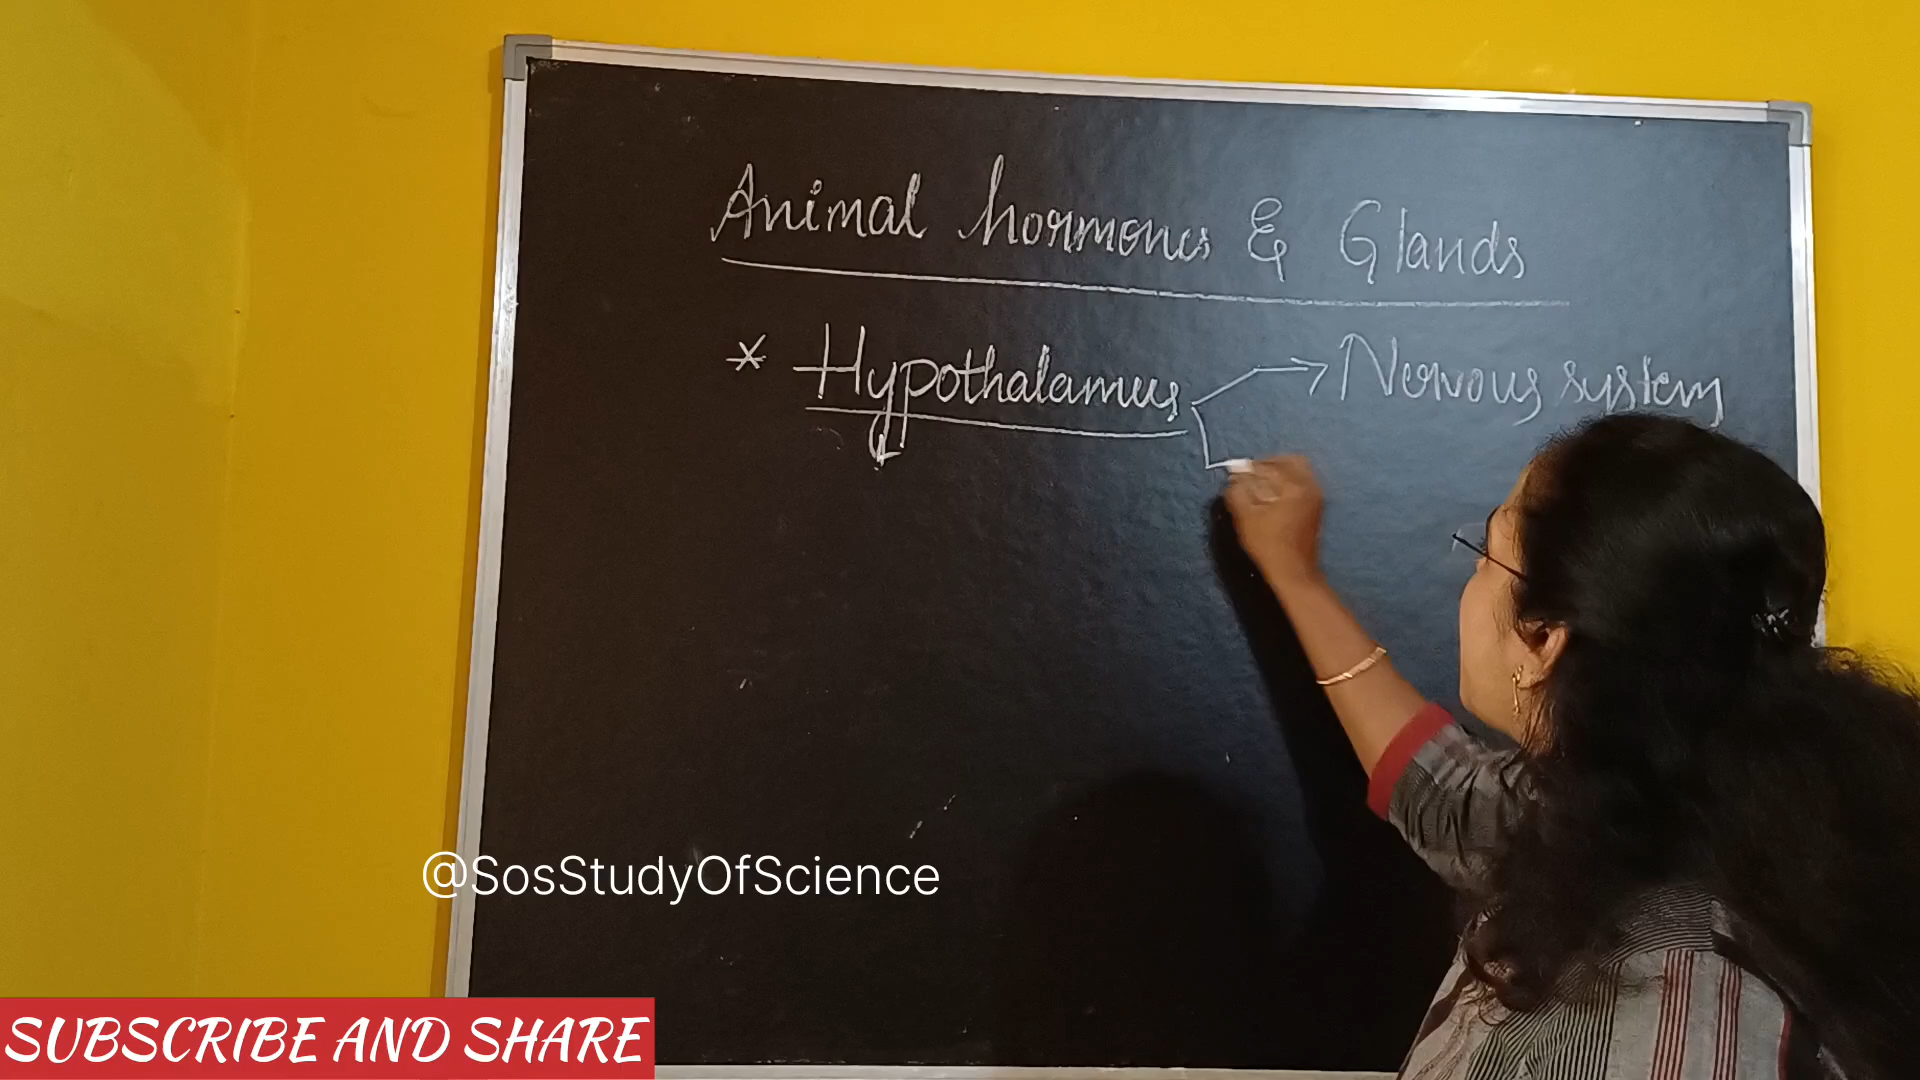 Animal hormones & Glands
* Hypothalamus → Nervous system
@SosStudyOfScience
SUBSCRIBE AND SHARE